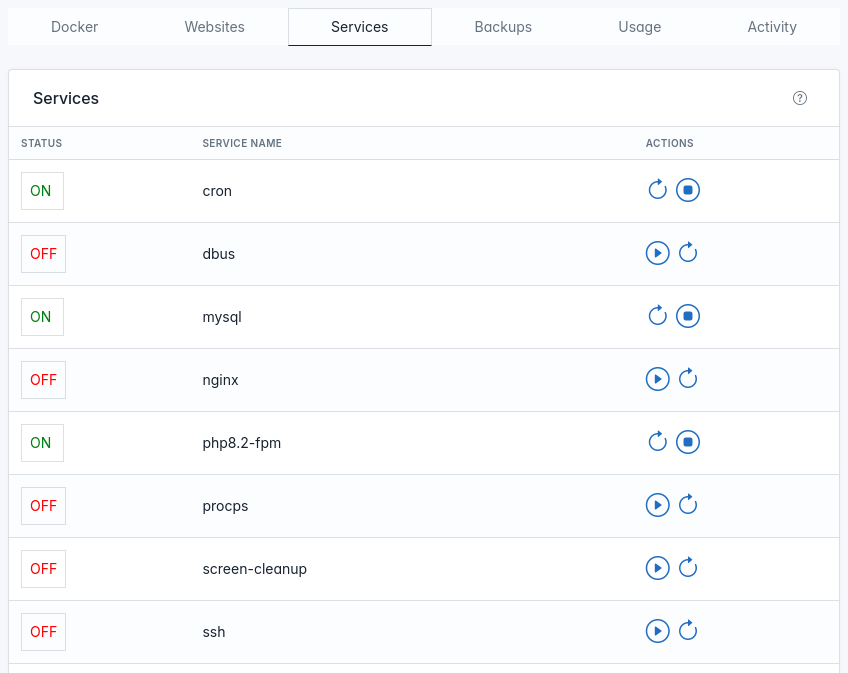 Docker Websites Services Backups Usage Activity
Services ?
STATUS SERVICE NAME ACTIONS
ON cron
OFF dbus
ON mysql
OFF nginx
ON php8.2-fpm
OFF procps
OFF screen-cleanup
OFF ssh